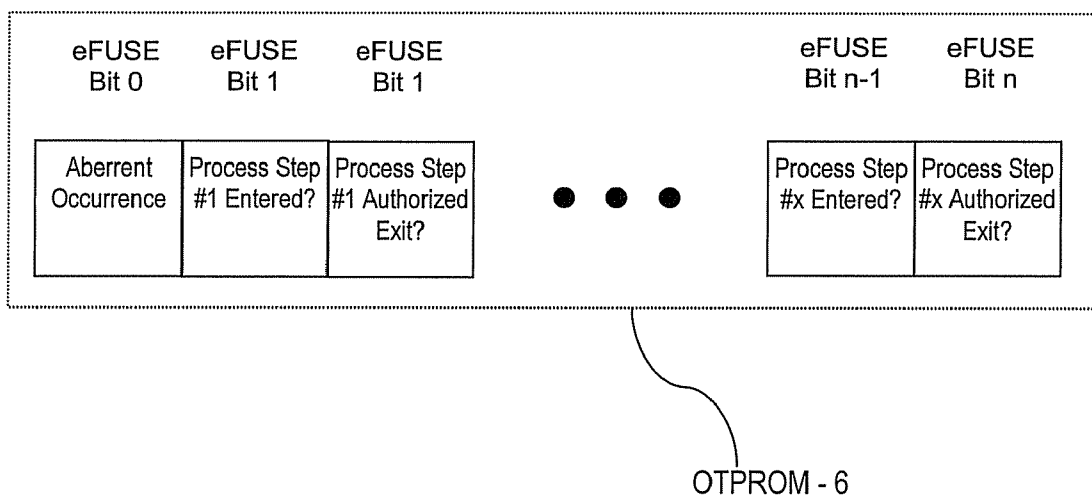 eFUSE Bit 0
eFUSE Bit 1
eFUSE Bit 1
eFUSE Bit n-1
eFUSE Bit n
Aberrent
Occurrence
Process Step
#1 Entered?
Process Step
#1 Authorized
Exit?
Process Step
#x Entered?
Process Step
#x Authorized
Exit?
OTPROM - 6